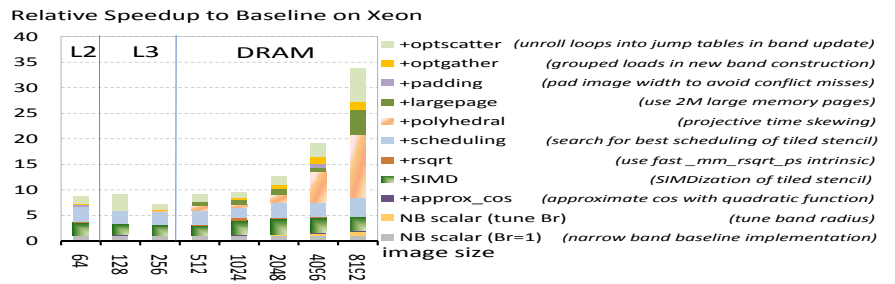 Relative Speedup to Baseline on Xeon
40
35
30
25
20
15
10
5
0
L2 L3 DRAM
+optscatter (unroll loops into jump tables in band update)
+optgather (grouped loads in new band construction)
+padding (pad image width to avoid conflict misses)
+largepage (use 2M large memory pages)
+polyhedral (projective time skewing)
+scheduling (search for best scheduling of tiled stencil)
+rsqrt (use fast _mm_rsqrt_ps intrinsic)
+SIMD (SIMDization of tiled stencil)
+approx_cos (approximate cos with quadratic function)
NB scalar (tune Br) (tune band radius)
NB scalar (Br=1) (narrow band baseline implementation)
64 128 256 512 1024 2048 4096 8192
image size